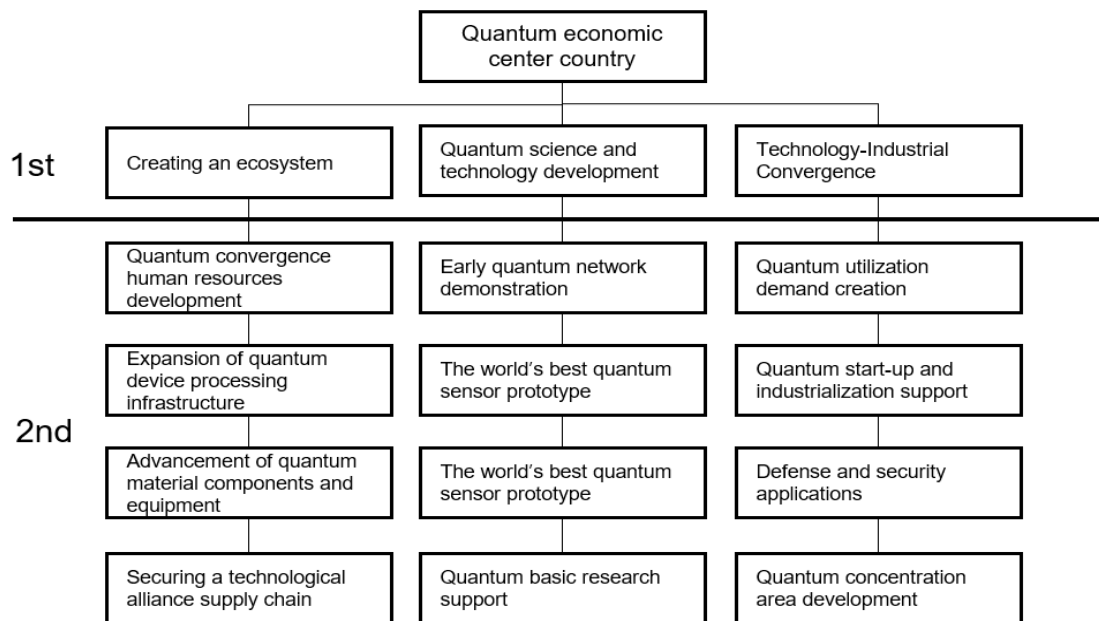 Quantum economic
center country
1st
Creating an ecosystem
Quantum science and
technology development
Technology-Industrial
Convergence
2nd
Quantum convergence
human resources
development
Early quantum network
demonstration
Quantum utilization
demand creation
Expansion of quantum
device processing
infrastructure
The world’s best quantum
sensor prototype
Quantum start-up and
industrialization support
Advancement of quantum
material components and
equipment
The world’s best quantum
sensor prototype
Defense and security
applications
Securing a technological
alliance supply chain
Quantum basic research
support
Quantum concentration
area development